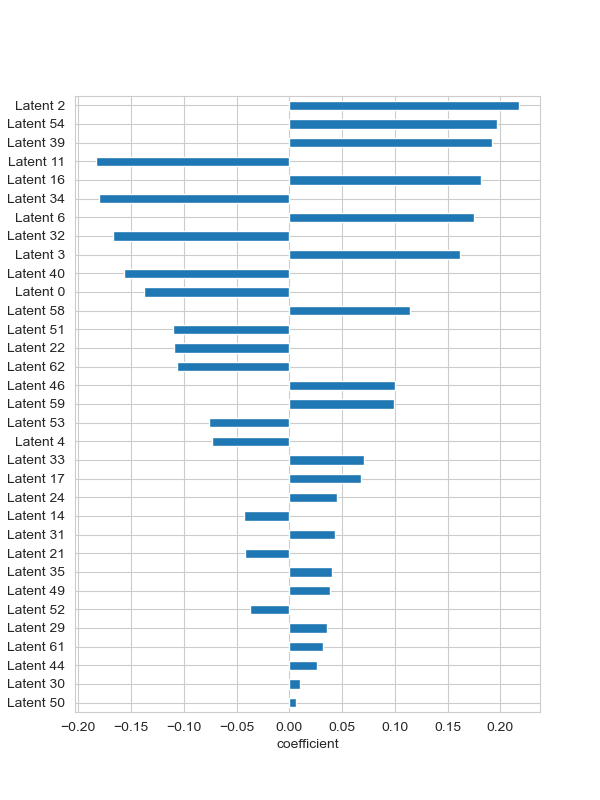 Latent 2
Latent 54
Latent 39
Latent 11
Latent 16
Latent 34
Latent 6
Latent 32
Latent 3
Latent 40
Latent 0
Latent 58
Latent 51
Latent 22
Latent 62
Latent 46
Latent 59
Latent 53
Latent 4
Latent 33
Latent 17
Latent 24
Latent 14
Latent 31
Latent 21
Latent 35
Latent 49
Latent 52
Latent 29
Latent 61
Latent 44
Latent 30
Latent 50
−0.20 −0.15 −0.10 −0.05 0.00 0.05 0.10 0.15 0.20
coefficient